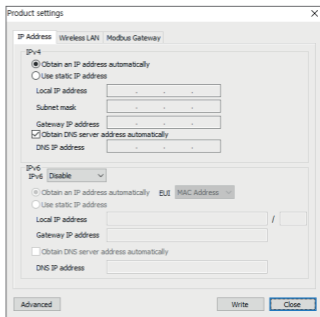 Product settings
IP Address Wireless LAN Modbus Gateway
IPv4
Obtain an IP address automatically
Use static IP address
Local IP address
Subnet mask
Gateway IP address
Obtain DNS server address automatically
DNS IP address
IPv6
IPv6 Disable
Obtain an IP address automatically EUI MAC Address
Use static IP address
Local IP address /
Gateway IP address
Obtain DNS server address automatically
DNS IP address
Advanced Write Close